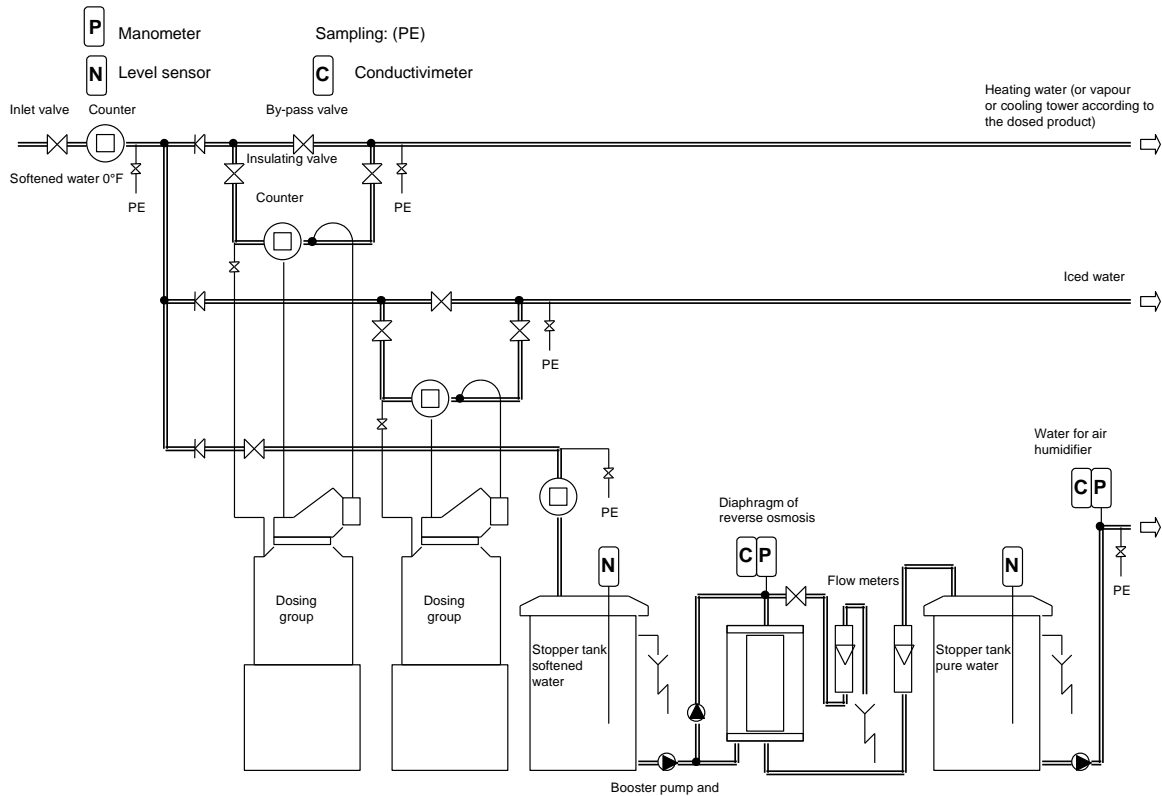 P Manometer Sampling: (PE)
N Level sensor C Conductivimeter
Inlet valve Counter By-pass valve
Heating water (or vapour
or cooling tower according to
the dosed product)
Insulating valve
Softened water 0°F
PE
PE
Counter
Iced water
PE
Water for air
humidifier
C P
Diaphragm of
reverse osmosis
PE
C P
N
N
Flow meters
PE
Dosing
group
Dosing
group
Stopper tank
softened
water
Stopper tank
pure water
Booster pump and